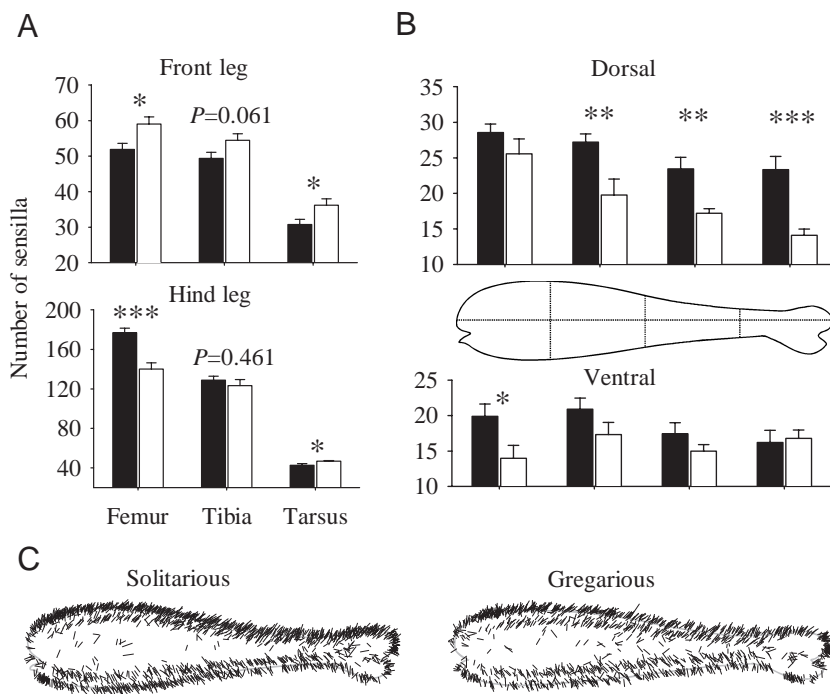 A
Front leg
70
60
50
40
30
20
*
P=0.061
*
Number of sensilla
Hind leg
200
160
120
80
40
***
P=0.461
*
Femur Tibia Tarsus
B
Dorsal
35
30
25
20
15
10
** ** ***
Ventral
25
20
15
10
*
C
Solitarious Gregarious